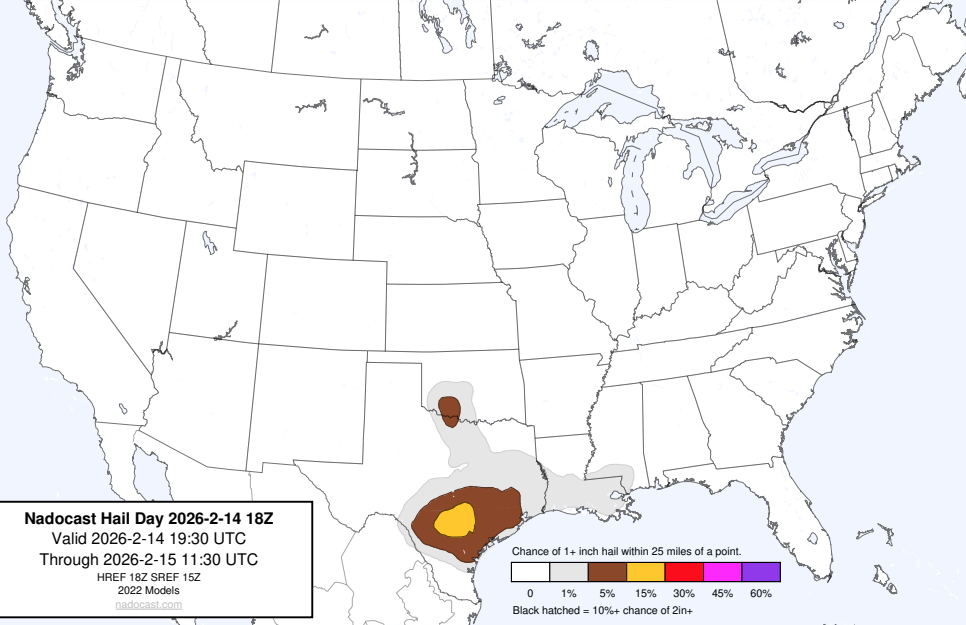 Nadocast Hail Day 2026-2-14 18Z
Valid 2026-2-14 19:30 UTC
Through 2026-2-15 11:30 UTC
HREF 18Z SREF 15Z
2022 Models
nadocast.com
Chance of 1+ inch hail within 25 miles of a point.
0 1% 5% 15% 30% 45% 60%
Black hatched = 10%+ chance of 2in+